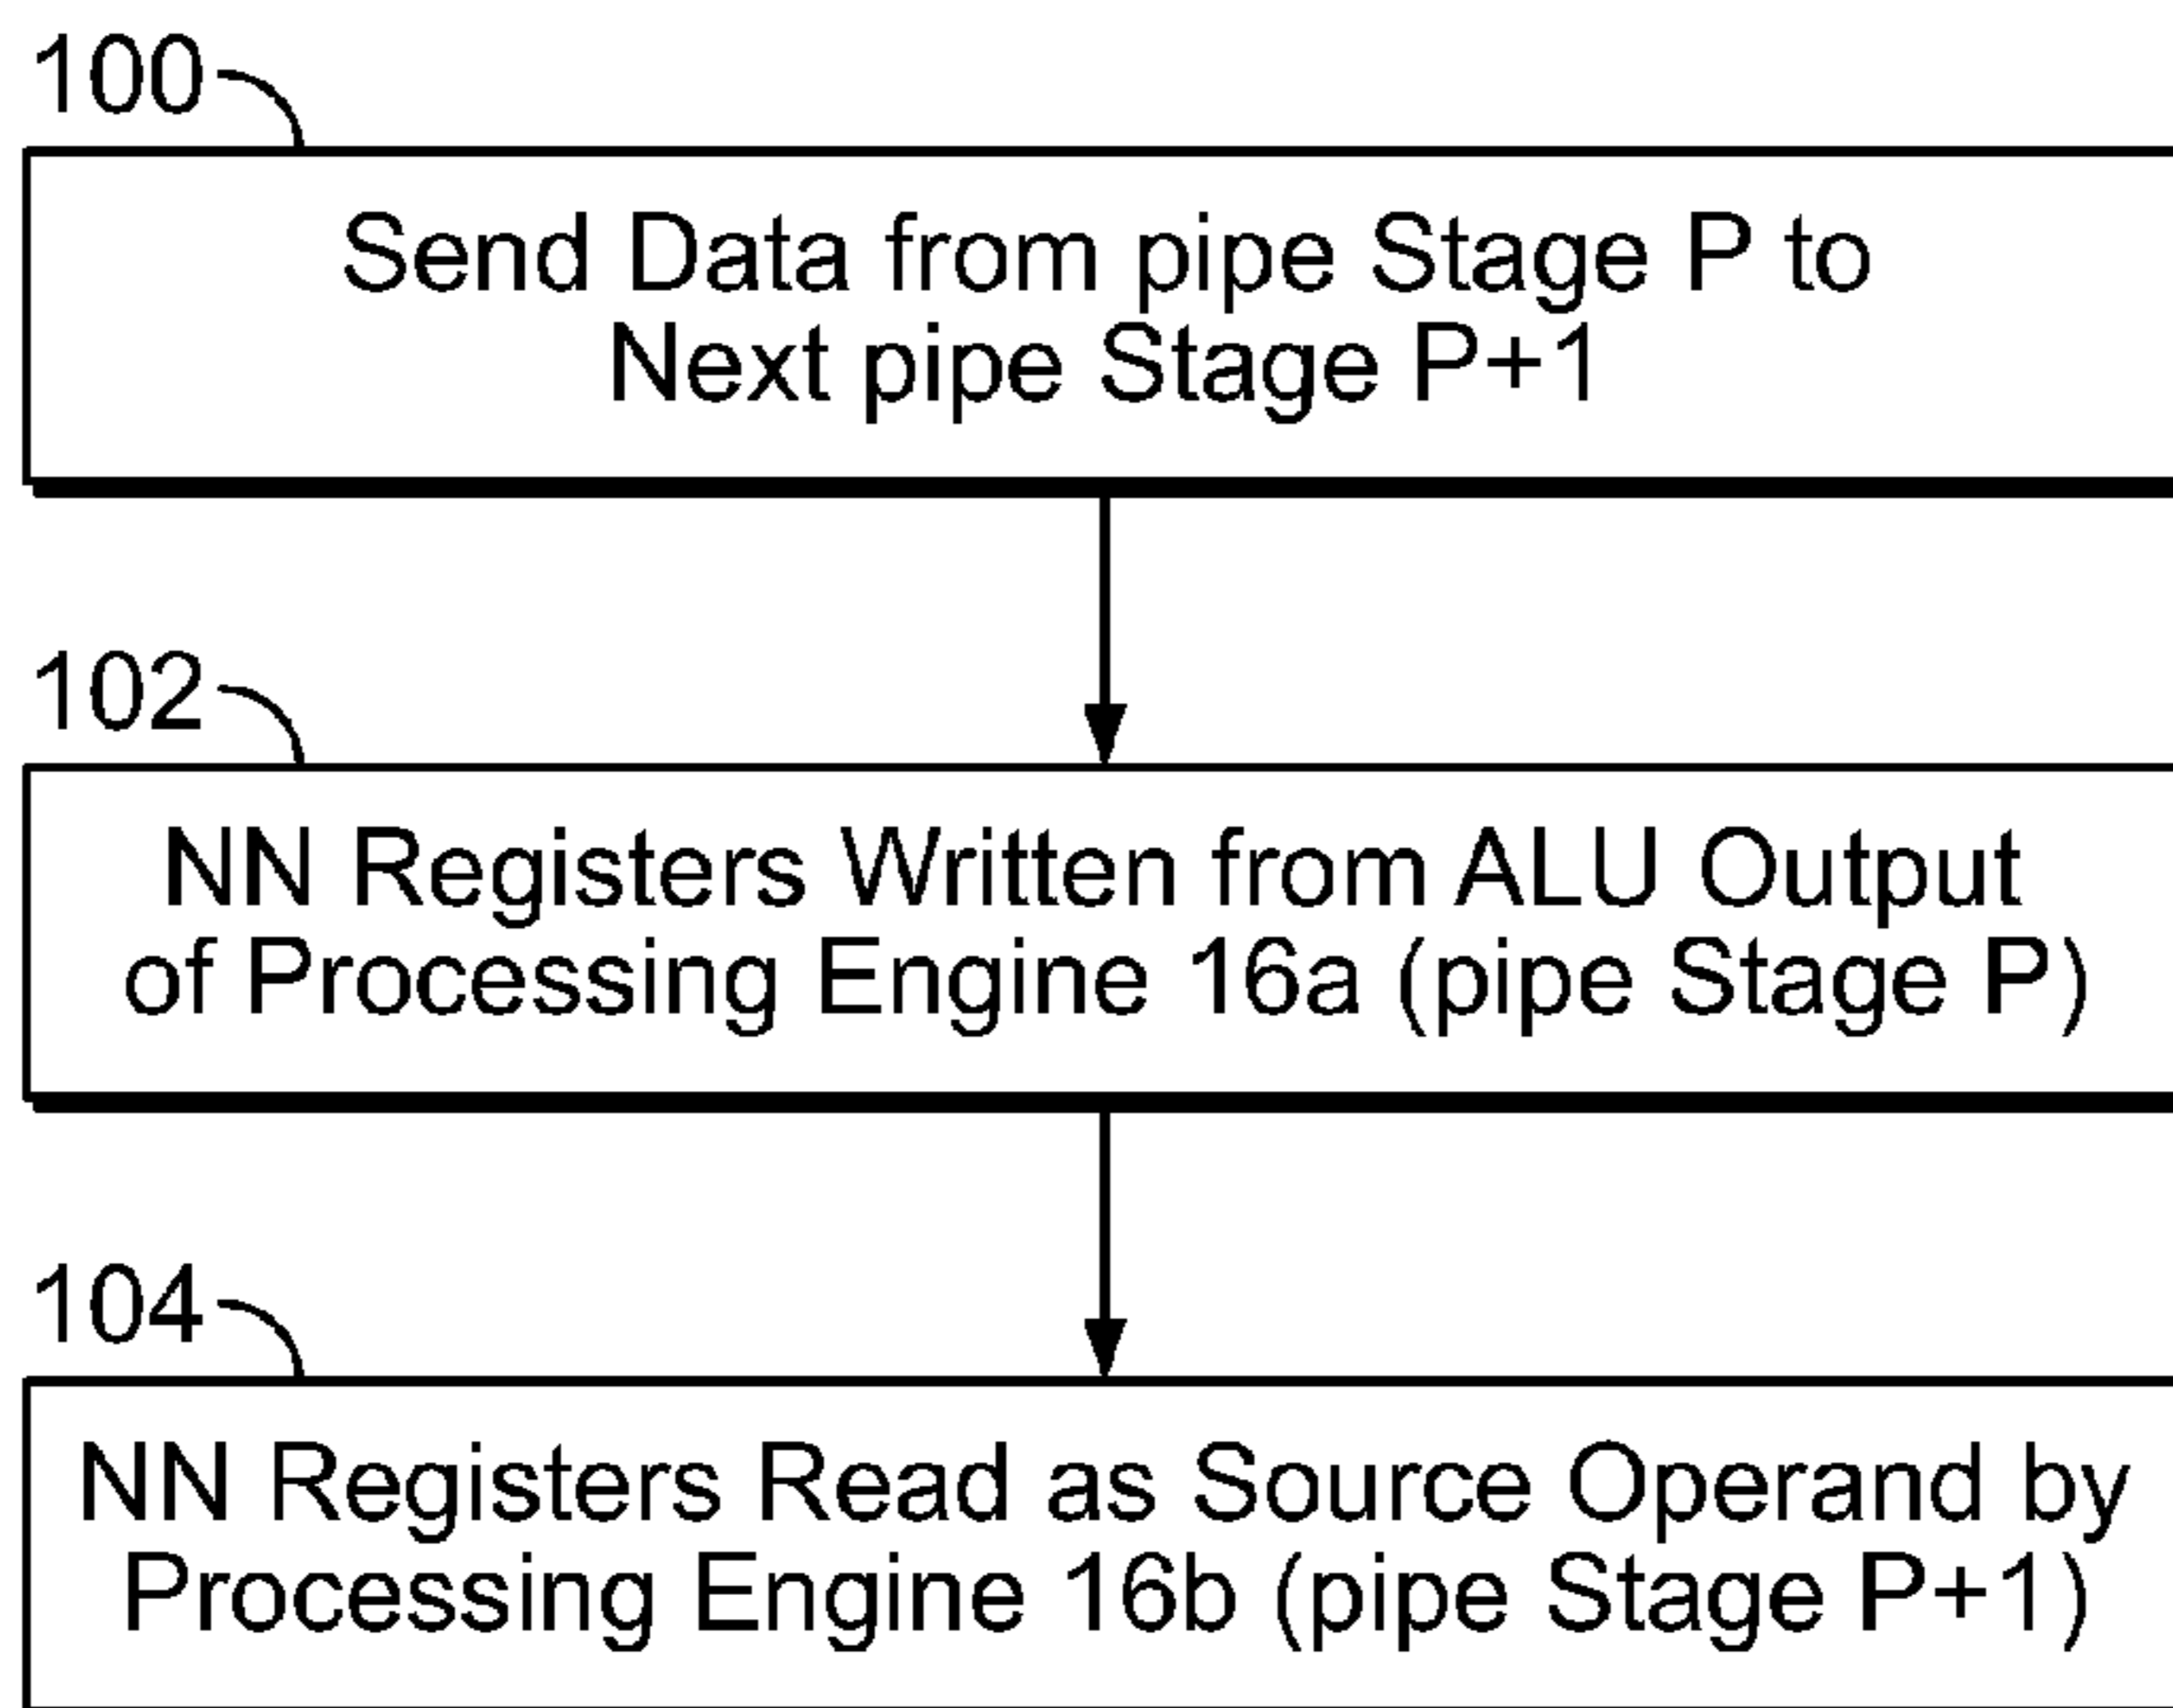 100
Send Data from pipe Stage P to
Next pipe Stage P+1
102
NN Registers Written from ALU Output
of Processing Engine 16a (pipe Stage P)
104
NN Registers Read as Source Operand by
Processing Engine 16b (pipe Stage P+1)